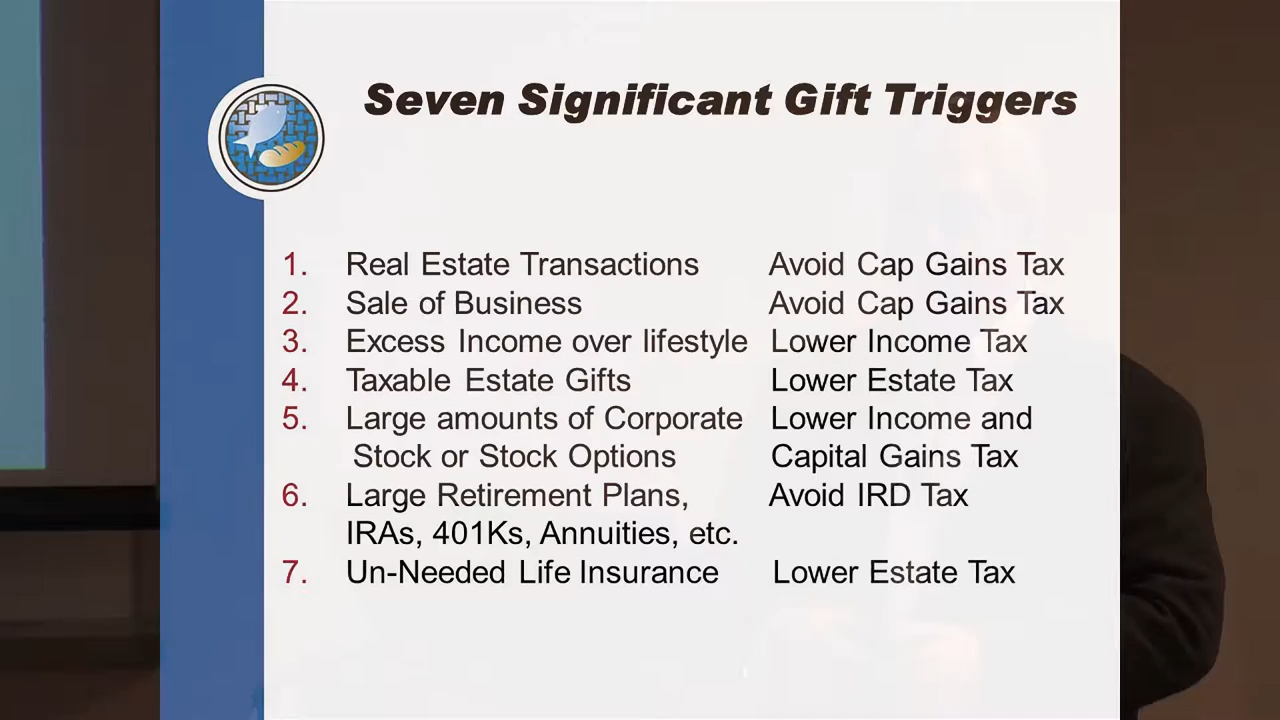 Seven Significant Gift Triggers
1. Real Estate Transactions Avoid Cap Gains Tax
2. Sale of Business Avoid Cap Gains Tax
3. Excess Income over lifestyle Lower Income Tax
4. Taxable Estate Gifts Lower Estate Tax
5. Large amounts of Corporate Lower Income and
Stock or Stock Options Capital Gains Tax
6. Large Retirement Plans, Avoid IRD Tax
IRAs, 401Ks, Annuities, etc.
7. Un-Needed Life Insurance Lower Estate Tax